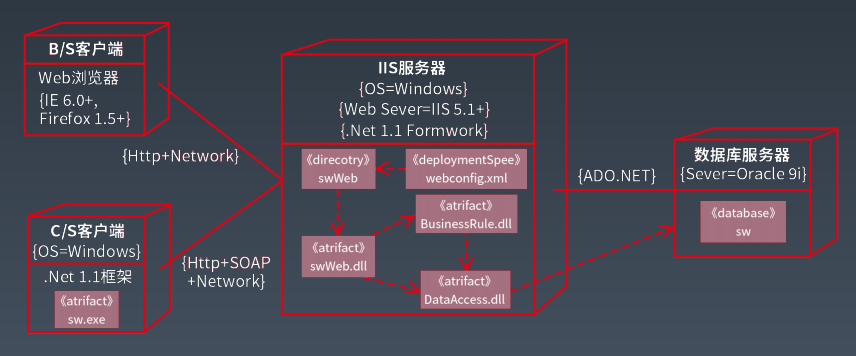 B/S客户端
Web浏览器
{IE 6.0+,
Firefox 1.5+}
{Http+Network}
C/S客户端
{OS=Windows}
.Net 1.1框架
《atrifact》
sw.exe
{Http+SOAP
+Network}
IIS服务器
{OS=Windows}
{Web Sever=IIS 5.1+}
{.Net 1.1 Formwork}
《direcotry》
swWeb
《deploymentSpee》
webconfig.xml
《atrifact》
BusinessRule.dll
《atrifact》
swWeb.dll
《atrifact》
DataAccess.dll
{ADO.NET}
数据库服务器
{Sever=Oracle 9i}
《database》
sw